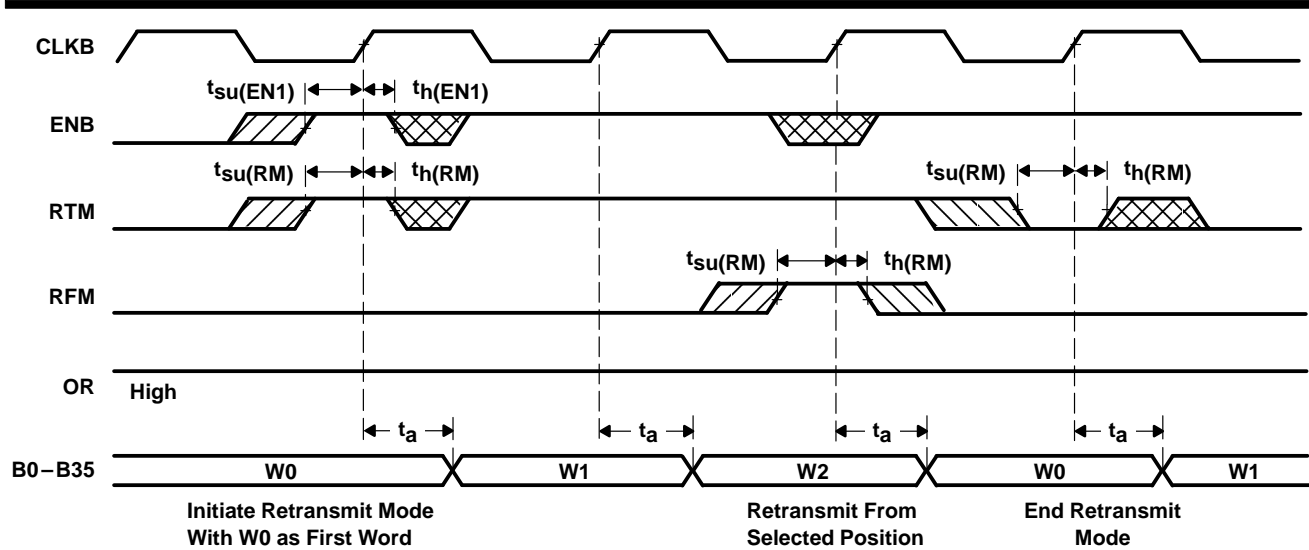 CLKB
tsu(EN1) th(EN1)
ENB
tsu(RM) th(RM) tsu(RM) th(RM)
RTM
tsu(RM) th(RM)
RFM
OR High
ta ta ta ta
B0–B35 W0 W1 W2 W0 W1
Initiate Retransmit Mode Retransmit From End Retransmit
With W0 as First Word Selected Position Mode